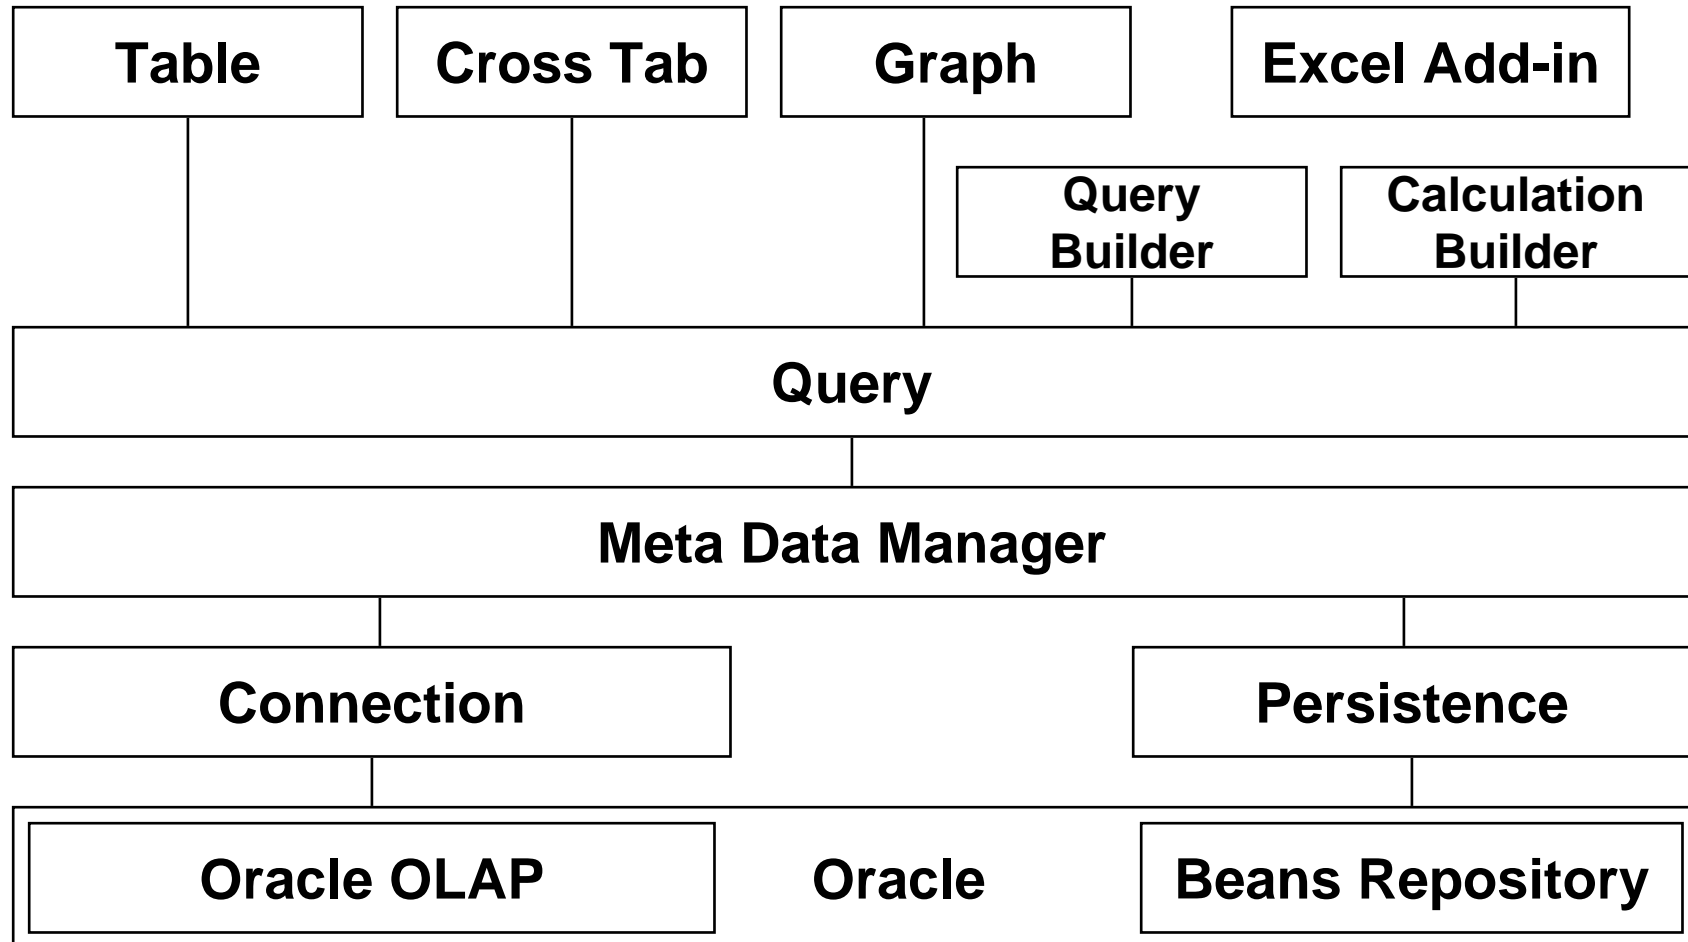 Table
Cross Tab
Graph
Excel Add-in
Query
Builder
Calculation
Builder
Query
Meta Data Manager
Connection
Persistence
Oracle OLAP
Oracle
Beans Repository